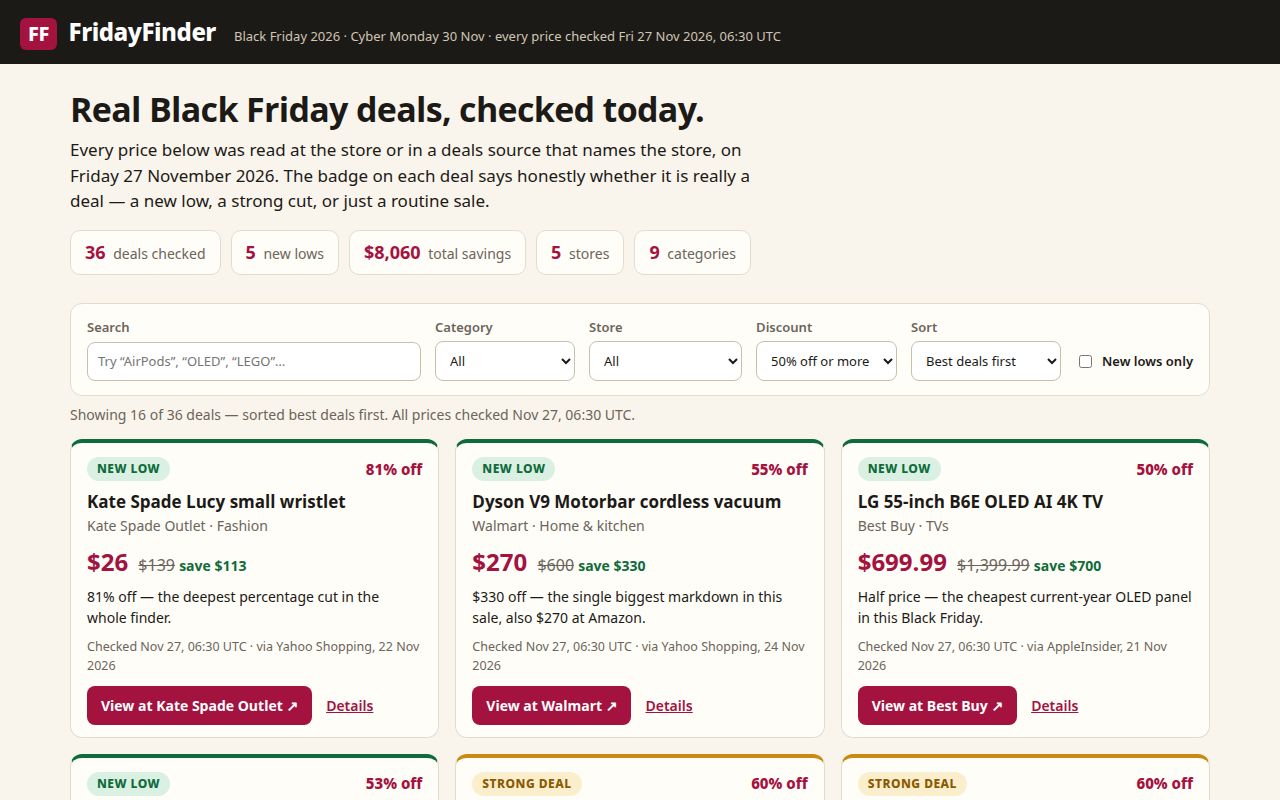 FF FridayFinder Black Friday 2026 · Cyber Monday 30 Nov · every price checked Fri 27 Nov 2026, 06:30 UTC
Real Black Friday deals, checked today.
Every price below was read at the store or in a deals source that names the store, on
Friday 27 November 2026. The badge on each deal says honestly whether it is really a
deal — a new low, a strong cut, or just a routine sale.
36 deals checked 5 new lows $8,060 total savings 5 stores 9 categories
Search Category Store Discount Sort
Try “AirPods”, “OLED”, “LEGO”... All All 50% off or more Best deals first New lows only
Showing 16 of 36 deals — sorted best deals first. All prices checked Nov 27, 06:30 UTC.
NEW LOW 81% off
Kate Spade Lucy small wristlet
Kate Spade Outlet · Fashion
$26 $139 save $113
81% off — the deepest percentage cut in the
whole finder.
Checked Nov 27, 06:30 UTC · via Yahoo Shopping, 22 Nov
2026
View at Kate Spade Outlet ↗ Details
NEW LOW 55% off
Dyson V9 Motorbar cordless vacuum
Walmart · Home & kitchen
$270 $600 save $330
$330 off — the single biggest markdown in this
sale, also $270 at Amazon.
Checked Nov 27, 06:30 UTC · via Yahoo Shopping, 24 Nov
2026
View at Walmart ↗ Details
NEW LOW 50% off
LG 55-inch B6E OLED AI 4K TV
Best Buy · TVs
$699.99 $1,399.99 save $700
Half price — the cheapest current-year OLED panel
in this Black Friday.
Checked Nov 27, 06:30 UTC · via AppleInsider, 21 Nov
2026
View at Best Buy ↗ Details
NEW LOW 53% off
STRONG DEAL 60% off
STRONG DEAL 60% off